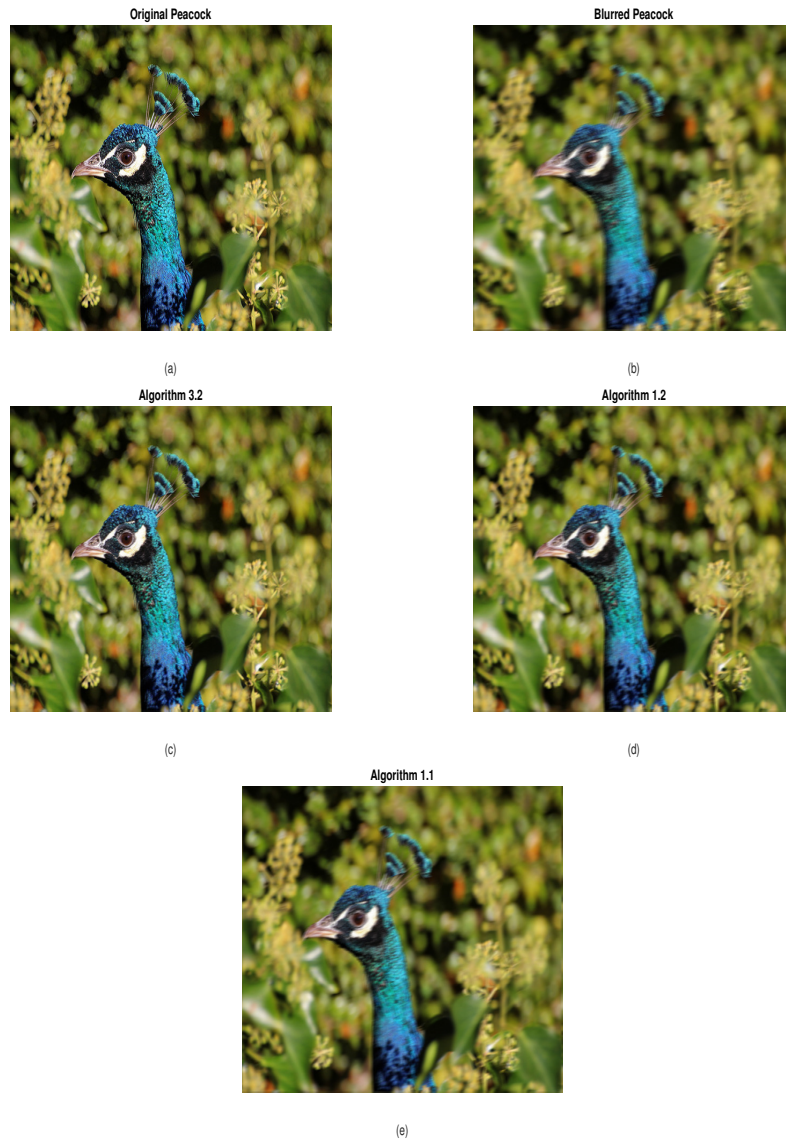 Original Peacock
Blurred Peacock
(a)
(b)
Algorithm 3.2
Algorithm 1.2
(c)
(d)
Algorithm 1.1
(e)